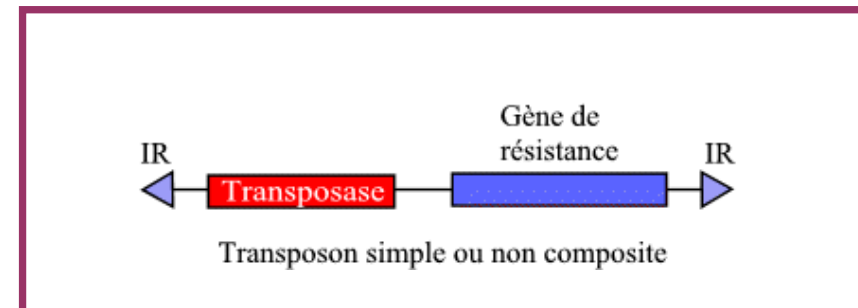 Gène de
résistance
IR
IR
Transposase
Transposon simple ou non composite